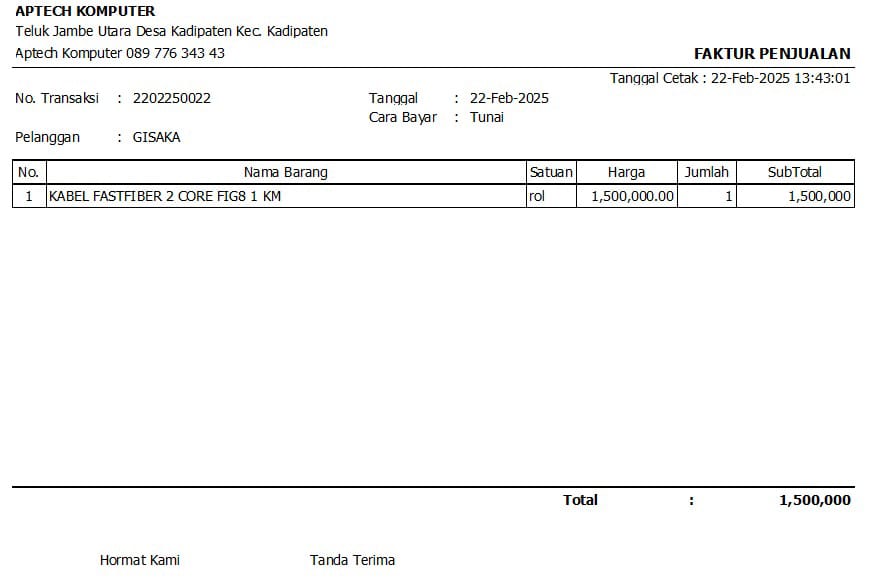 APTECH KOMPUTER
Teluk Jambe Utara Desa Kadipaten Kec. Kadipaten
Aptech Komputer 089 776 343 43
FAKTUR PENJUALAN
Tanggal Cetak : 22-Feb-2025 13:43:01
No. Transaksi : 2202250022 Tanggal : 22-Feb-2025
Cara Bayar : Tunai
Pelanggan : GISAKA
No. Nama Barang Satuan Harga Jumlah SubTotal
1 KABEL FASTFIBER 2 CORE FIG8 1 KM rol 1,500,000.00 1 1,500,000
Total : 1,500,000
Hormat Kami Tanda Terima